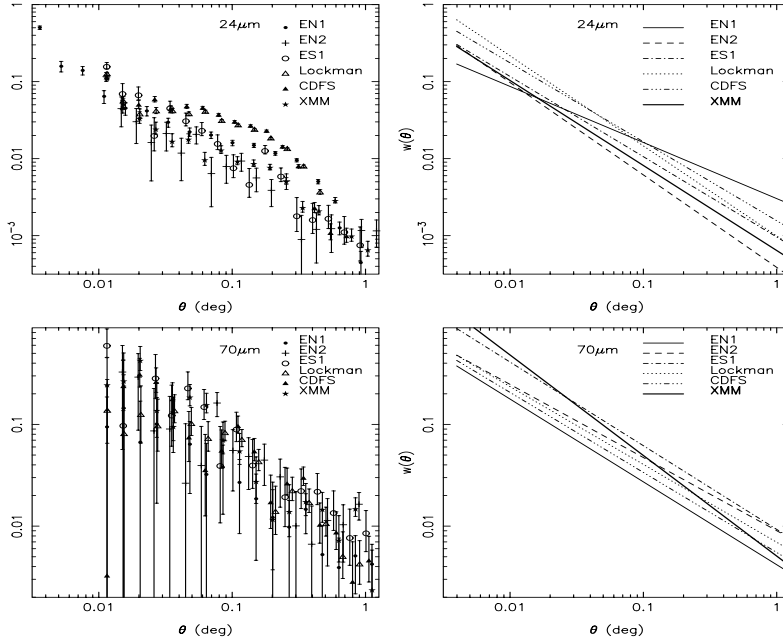 24μm
EN1
EN2
ES1
Lockman
CDFS
XMM
0.1
0.01
10⁻³
0.01
0.1
1
θ (deg)
24μm
EN1
EN2
ES1
Lockman
CDFS
XMM
w(θ)
0.1
0.01
10⁻³
0.01
0.1
1
θ (deg)
70μm
EN1
EN2
ES1
Lockman
CDFS
XMM
0.1
0.01
0.01
0.1
1
θ (deg)
70μm
EN1
EN2
ES1
Lockman
CDFS
XMM
w(θ)
0.1
0.01
0.01
0.1
1
θ (deg)